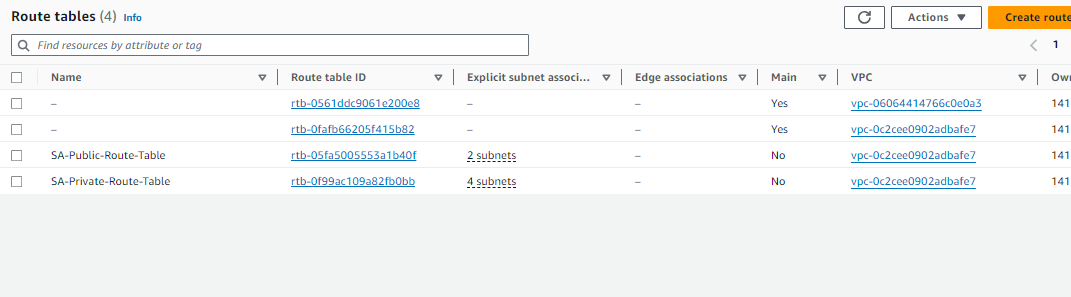 Route tables (4) Info
Actions
Create route
Find resources by attribute or tag
1
Name Route table ID Explicit subnet associ... Edge associations Main VPC Own
– rtb-0561ddc9061e200e8 – – Yes vpc-06064414766c0e0a3 141
– rtb-0fafb66205f415b82 – – Yes vpc-0c2cee0902adbafe7 141
SA-Public-Route-Table rtb-05fa5005553a1b40f 2 subnets – No vpc-0c2cee0902adbafe7 141
SA-Private-Route-Table rtb-0f99ac109a82fb0bb 4 subnets – No vpc-0c2cee0902adbafe7 141